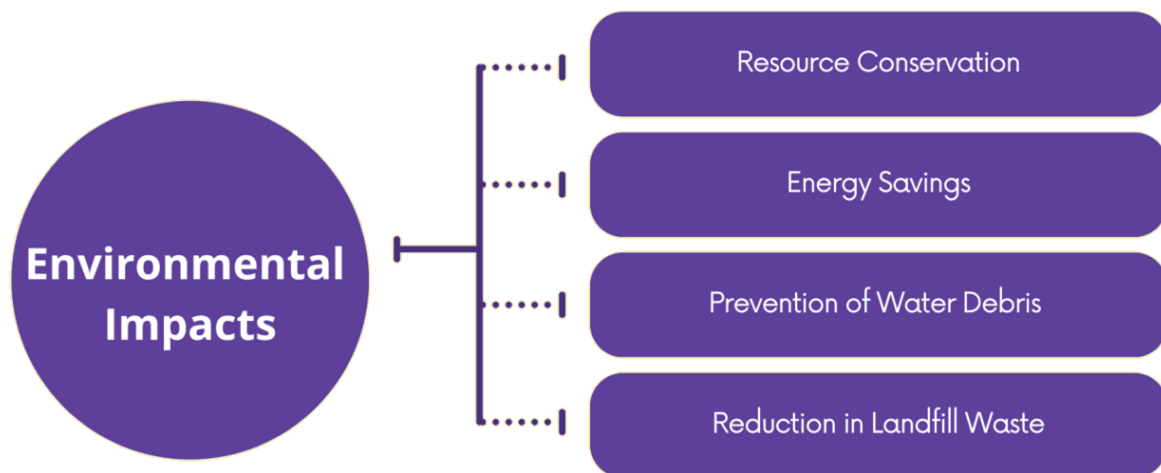 Environmental
Impacts
Resource Conservation
Energy Savings
Prevention of Water Debris
Reduction in Landfill Waste